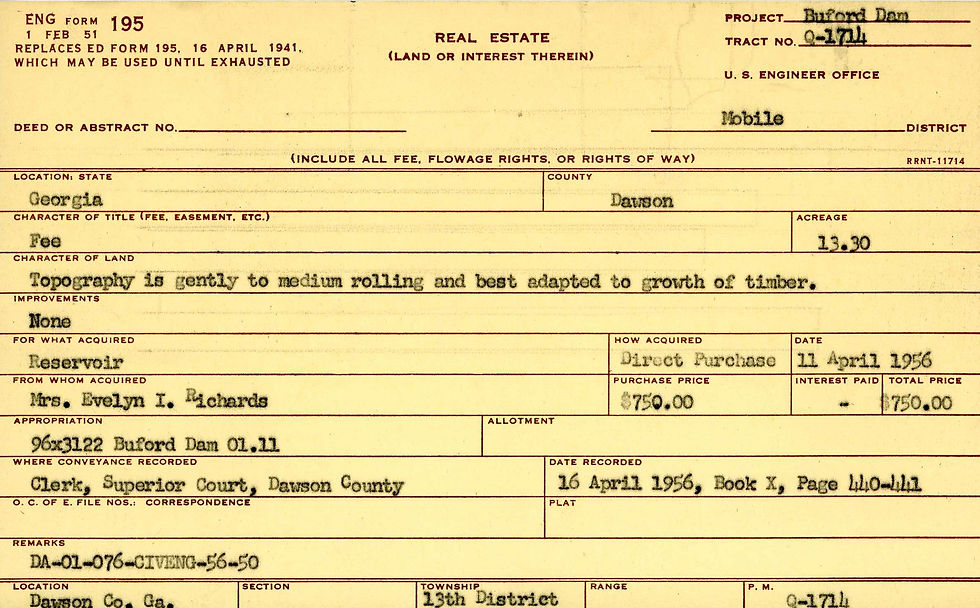 ENG FORM 195
1 FEB 51
REPLACES ED FORM 195, 16 APRIL 1941,
WHICH MAY BE USED UNTIL EXHAUSTED
REAL ESTATE
(LAND OR INTEREST THEREIN)
PROJECT Buford Dam
TRACT NO. Q-1714
U. S. ENGINEER OFFICE
DEED OR ABSTRACT NO.
Mobile DISTRICT
(INCLUDE ALL FEE, FLOWAGE RIGHTS, OR RIGHTS OF WAY)
RRNT-11714
LOCATION: STATE COUNTY
Georgia Dawson
CHARACTER OF TITLE (FEE, EASEMENT, ETC.) ACREAGE
Fee 13.30
CHARACTER OF LAND
Topography is gently to medium rolling and best adapted to growth of timber.
IMPROVEMENTS
None
FOR WHAT ACQUIRED HOW ACQUIRED DATE
Reservoir Direct Purchase 11 April 1956
FROM WHOM ACQUIRED PURCHASE PRICE INTEREST PAID TOTAL PRICE
Mrs. Evelyn I. Richards $750.00 - $750.00
APPROPRIATION ALLOTMENT
96x3122 Buford Dam 01.11
WHERE CONVEYANCE RECORDED DATE RECORDED
Clerk, Superior Court, Dawson County 16 April 1956, Book X, Page 440-441
O. C. OF E. FILE NOS.: CORRESPONDENCE PLAT
REMARKS
DA-01-076-CIVENG-56-50
LOCATION SECTION TOWNSHIP RANGE P. M.
Dawson Co. Ga. 13th District Q-1714